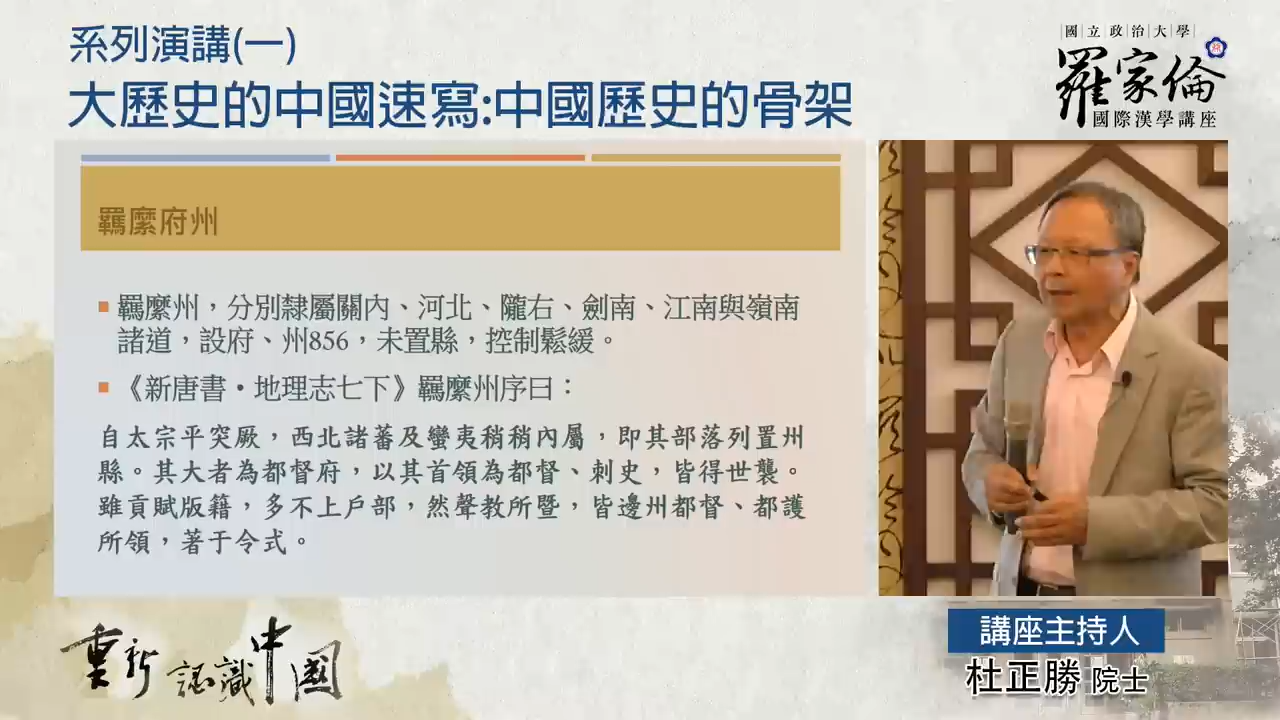 系列演講(一)
大歷史的中國速寫:中國歷史的骨架
國立政治大學
羅家倫
國際漢學講座
羈縻府州
羈縻州，分別隸屬關內、河北、隴右、劍南、江南與嶺南
諸道，設府、州856，未置縣，控制鬆緩。
《新唐書•地理志七下》羈縻州序曰：
自太宗平突厥，西北諸蕃及蠻夷稍稍內屬，即其部落列置州
縣。其大者為都督府，以其首領為都督、刺史，皆得世襲。
雖貢賦版籍，多不上戶部，然聲教所暨，皆邊州都督、都護
所領，著于令式。
重新認識中國
講座主持人
杜正勝 院士